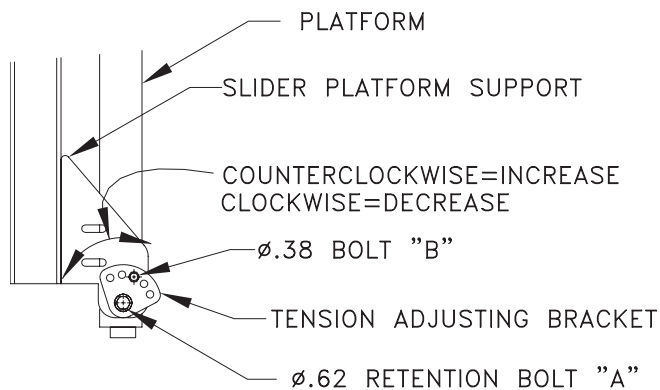 PLATFORM
SLIDER PLATFORM SUPPORT
COUNTERCLOCKWISE=INCREASE
CLOCKWISE=DECREASE
ø.38 BOLT "B"
TENSION ADJUSTING BRACKET
ø.62 RETENTION BOLT "A"